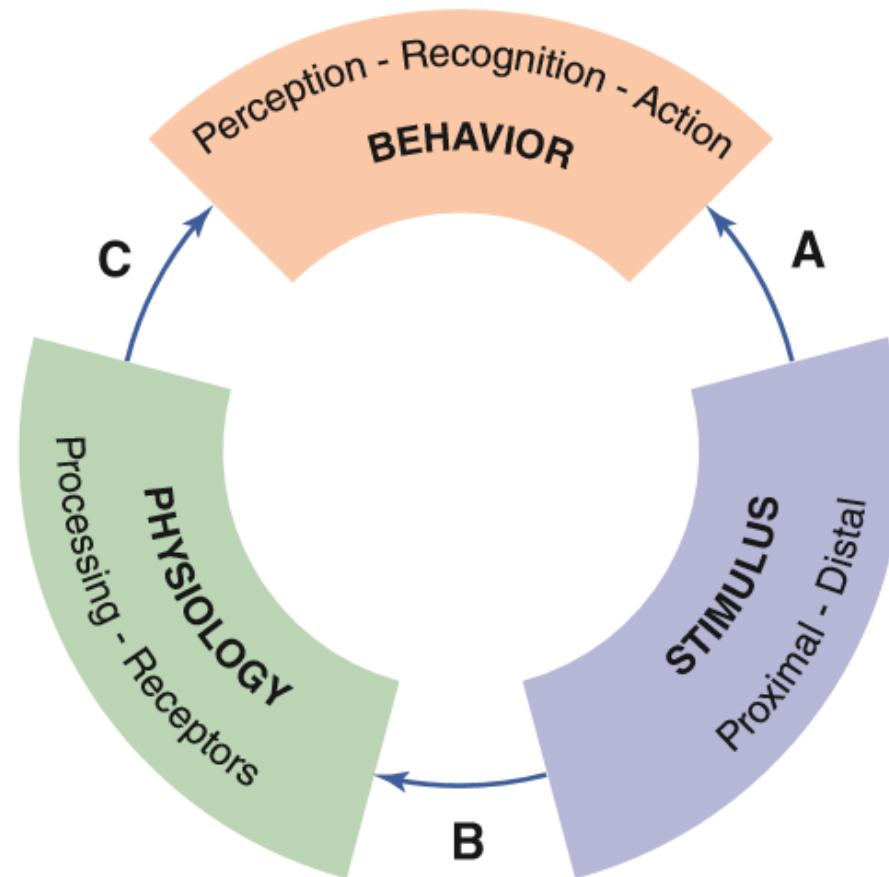 Perception - Recognition - Action
BEHAVIOR
C
A
PHYSIOLOGY
Processing - Receptors
STIMULUS
Proximal - Distal
B